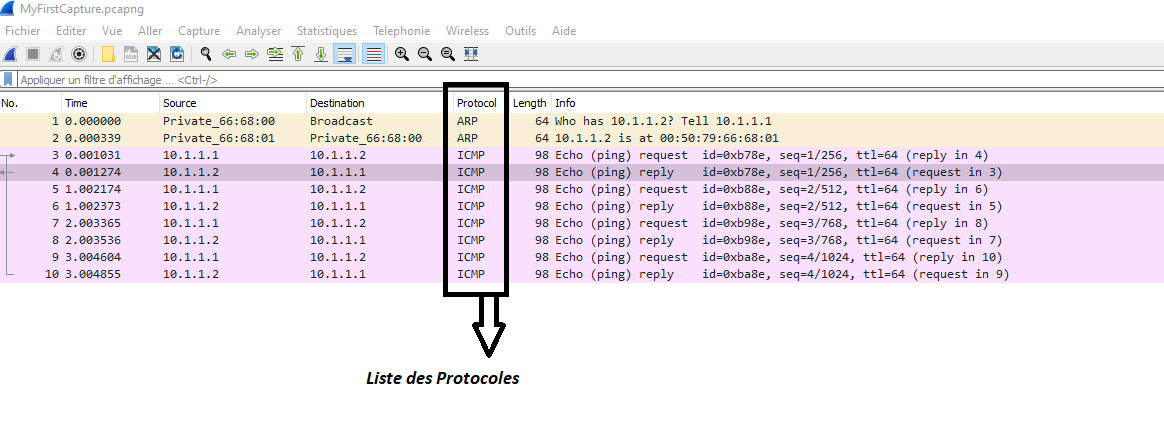 MyFirstCapture.pcapng
Fichier Editer Vue Aller Capture Analyser Statistiques Telephonie Wireless Outils Aide
Appliquer un filtre d'affichage ... <Ctrl-/>
No. Time Source Destination Protocol Length Info
1 0.000000 Private_66:68:00 Broadcast ARP 64 Who has 10.1.1.2? Tell 10.1.1.1
2 0.000339 Private_66:68:01 Private_66:68:00 ARP 64 10.1.1.2 is at 00:50:79:66:68:01
3 0.001031 10.1.1.1 10.1.1.2 ICMP 98 Echo (ping) request id=0xb78e, seq=1/256, ttl=64 (reply in 4)
4 0.001274 10.1.1.2 10.1.1.1 ICMP 98 Echo (ping) reply id=0xb78e, seq=1/256, ttl=64 (request in 3)
5 1.002174 10.1.1.1 10.1.1.2 ICMP 98 Echo (ping) request id=0xb88e, seq=2/512, ttl=64 (reply in 6)
6 1.002373 10.1.1.2 10.1.1.1 ICMP 98 Echo (ping) reply id=0xb88e, seq=2/512, ttl=64 (request in 5)
7 2.003365 10.1.1.1 10.1.1.2 ICMP 98 Echo (ping) request id=0xb98e, seq=3/768, ttl=64 (reply in 8)
8 2.003536 10.1.1.2 10.1.1.1 ICMP 98 Echo (ping) reply id=0xb98e, seq=3/768, ttl=64 (request in 7)
9 3.004604 10.1.1.1 10.1.1.2 ICMP 98 Echo (ping) request id=0xba8e, seq=4/1024, ttl=64 (reply in 10)
10 3.004855 10.1.1.2 10.1.1.1 ICMP 98 Echo (ping) reply id=0xba8e, seq=4/1024, ttl=64 (request in 9)
Liste des Protocoles